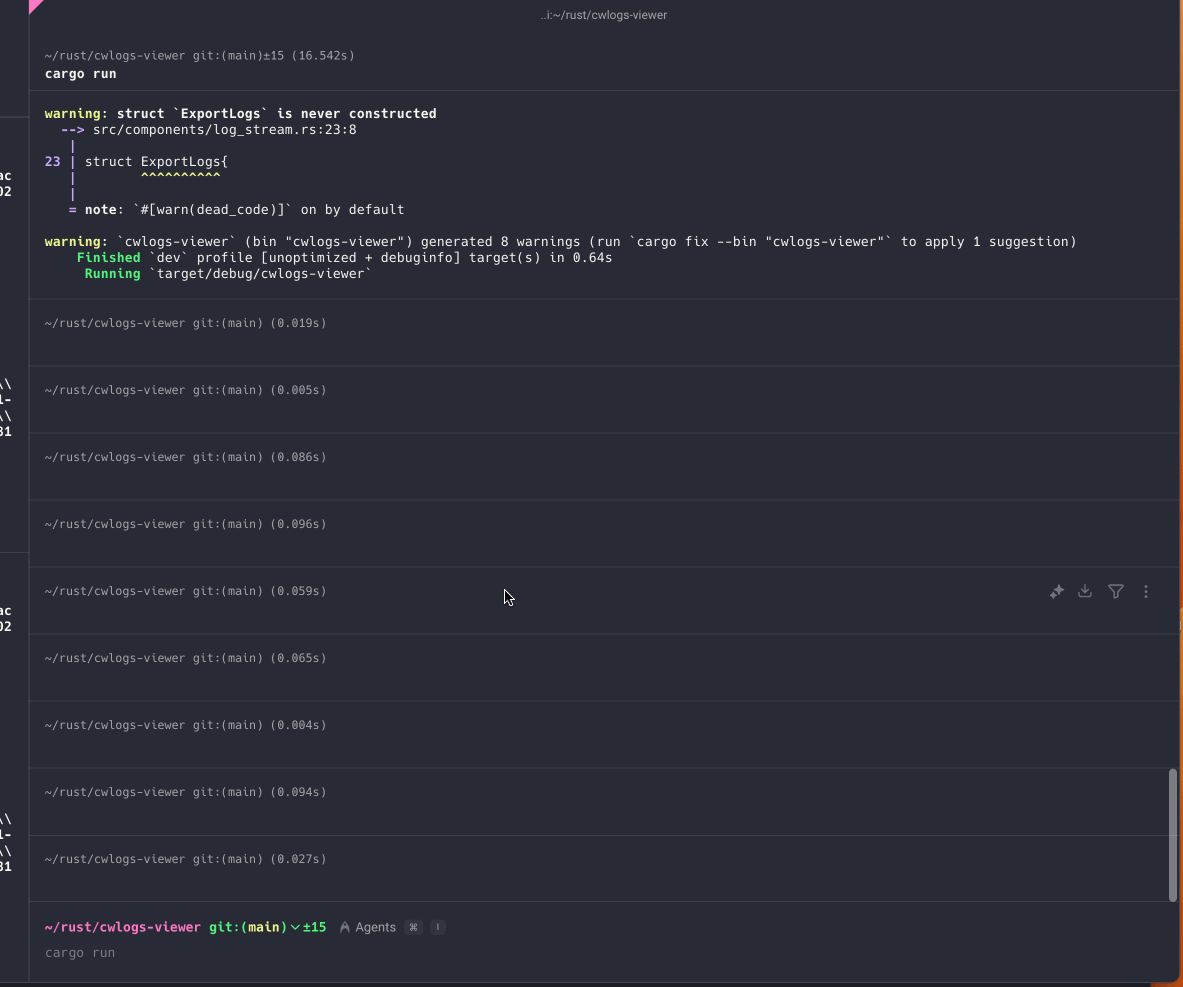 ..i:~/rust/cwlogs-viewer
~/rust/cwlogs-viewer git:(main)±15 (16.542s)
cargo run
warning: struct `ExportLogs` is never constructed
  --> src/components/log_stream.rs:23:8
   |
23 | struct ExportLogs{
   |        ^^^^^^^^^^
   |
   = note: `#[warn(dead_code)]` on by default
warning: `cwlogs-viewer` (bin "cwlogs-viewer") generated 8 warnings (run `cargo fix --bin "cwlogs-viewer"` to apply 1 suggestion)
    Finished `dev` profile [unoptimized + debuginfo] target(s) in 0.64s
     Running `target/debug/cwlogs-viewer`
ac
02
~/rust/cwlogs-viewer git:(main) (0.019s)
\\
1-
\\
31
~/rust/cwlogs-viewer git:(main) (0.005s)
~/rust/cwlogs-viewer git:(main) (0.086s)
~/rust/cwlogs-viewer git:(main) (0.096s)
~/rust/cwlogs-viewer git:(main) (0.059s)
ac
02
~/rust/cwlogs-viewer git:(main) (0.065s)
~/rust/cwlogs-viewer git:(main) (0.004s)
~/rust/cwlogs-viewer git:(main) (0.094s)
\\
1-
\\
31
~/rust/cwlogs-viewer git:(main) (0.027s)
~/rust/cwlogs-viewer git:(main) ±15 Agents ⌘ I
cargo run